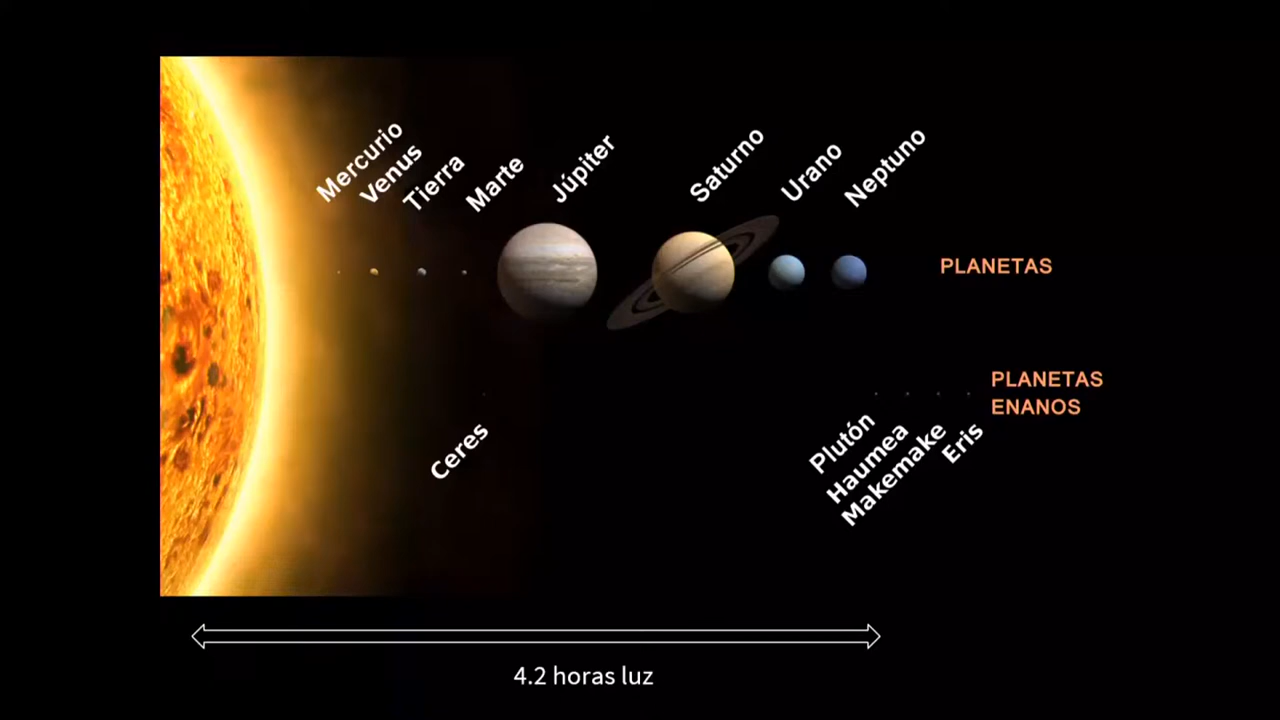 Mercurio
Venus
Tierra
Marte
Júpiter
Saturno
Urano
Neptuno
PLANETAS
PLANETAS
ENANOS
Ceres
Plutón
Haumea
Makemake
Eris
4.2 horas luz